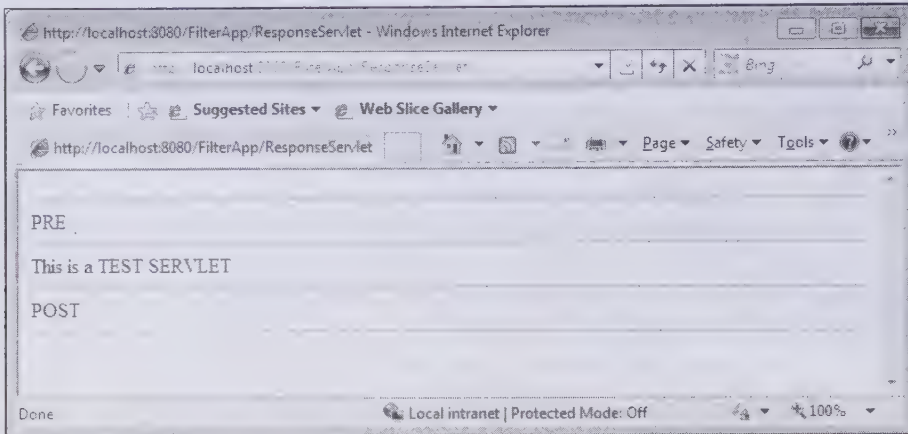 http://localhost:8080/FilterApp/ResponseServlet - Windows Internet Explorer
localhost
Bing
Favorites Suggested Sites Web Slice Gallery
http://localhost:8080/FilterApp/ResponseServlet Page Safety Tools
PRE
This is a TEST SERVLET
POST
Done Local intranet | Protected Mode: Off 100%